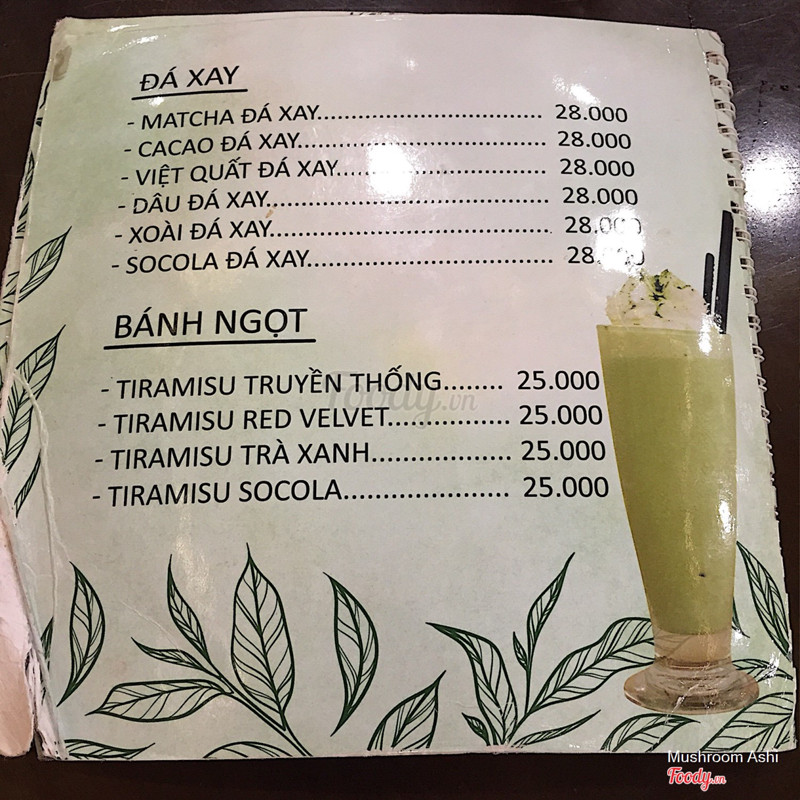 ĐÁ XAY
- MATCHA ĐÁ XAY.................................. 28.000
- CACAO ĐÁ XAY..................................... 28.000
- VIỆT QUẤT ĐÁ XAY............................... 28.000
- DÂU ĐÁ XAY......................................... 28.000
- XOÀI ĐÁ XAY......................................... 28.000
- SOCOLA ĐÁ XAY.................................... 
BÁNH NGỌT
- TIRAMISU TRUYỀN THỐNG........ 25.000
- TIRAMISU RED VELVET............... 25.000
- TIRAMISU TRÀ XANH................. 25.000
- TIRAMISU SOCOLA..................... 25.000
Foody.vn
Mushroom Ashi
Foody.vn